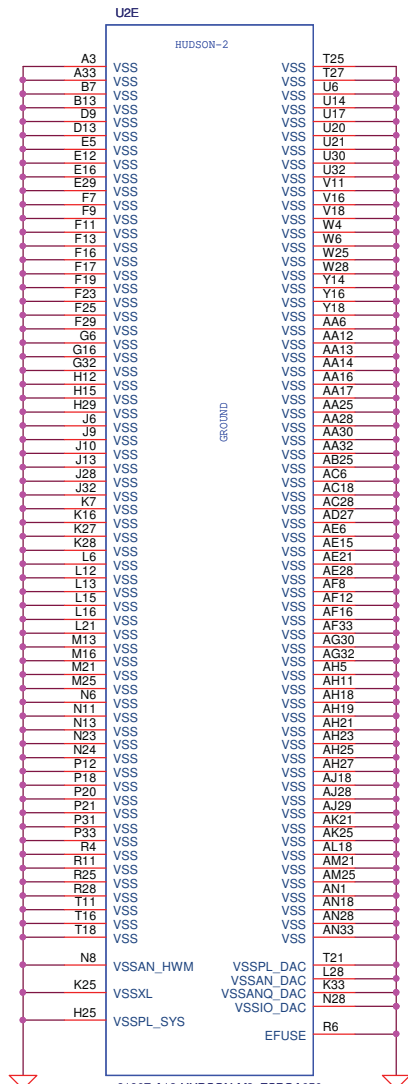 U2E
HUDSON-2
A3 VSS VSS T25
A33 VSS VSS T27
B7 VSS VSS U6
B13 VSS VSS U14
D9 VSS VSS U17
D13 VSS VSS U20
E5 VSS VSS U21
E12 VSS VSS U30
E16 VSS VSS U32
E29 VSS VSS V11
F7 VSS VSS V16
F9 VSS VSS V18
F11 VSS VSS W4
F13 VSS VSS W6
F16 VSS VSS W25
F17 VSS VSS W28
F19 VSS VSS Y14
F23 VSS VSS Y16
F25 VSS VSS Y18
F29 VSS VSS AA6
G6 VSS VSS AA12
G16 VSS VSS AA13
G32 VSS VSS AA14
H12 VSS VSS AA16
H15 VSS VSS AA17
H29 VSS VSS AA25
J6 VSS VSS AA28
J9 VSS VSS AA30
J10 VSS VSS AA32
J13 VSS VSS AB25
J28 VSS VSS AC6
J32 VSS VSS AC18
K7 VSS VSS AC28
K16 VSS VSS AD27
K27 VSS VSS AE6
K28 VSS VSS AE15
L6 VSS VSS AE21
L12 VSS VSS AE28
L13 VSS VSS AF8
L15 VSS VSS AF12
L16 VSS VSS AF16
L21 VSS VSS AF33
M13 VSS VSS AG30
M16 VSS VSS AG32
M21 VSS VSS AH5
M25 VSS VSS AH11
N6 VSS VSS AH18
N11 VSS VSS AH19
N13 VSS VSS AH21
N23 VSS VSS AH23
N24 VSS VSS AH25
P12 VSS VSS AH27
P18 VSS VSS AJ18
P20 VSS VSS AJ28
P21 VSS VSS AJ29
P31 VSS VSS AK21
P33 VSS VSS AK25
R4 VSS VSS AL18
R11 VSS VSS AM21
R25 VSS VSS AM25
R28 VSS VSS AN1
T11 VSS VSS AN18
T16 VSS VSS AN28
T18 VSS VSS AN33
GROUND
N8 VSSAN_HWM VSSPL_DAC T21
VSSAN_DAC L28
K25 VSSXL VSSANQ_DAC K33
VSSIO_DAC N28
H25 VSSPL_SYS
EFUSE R6